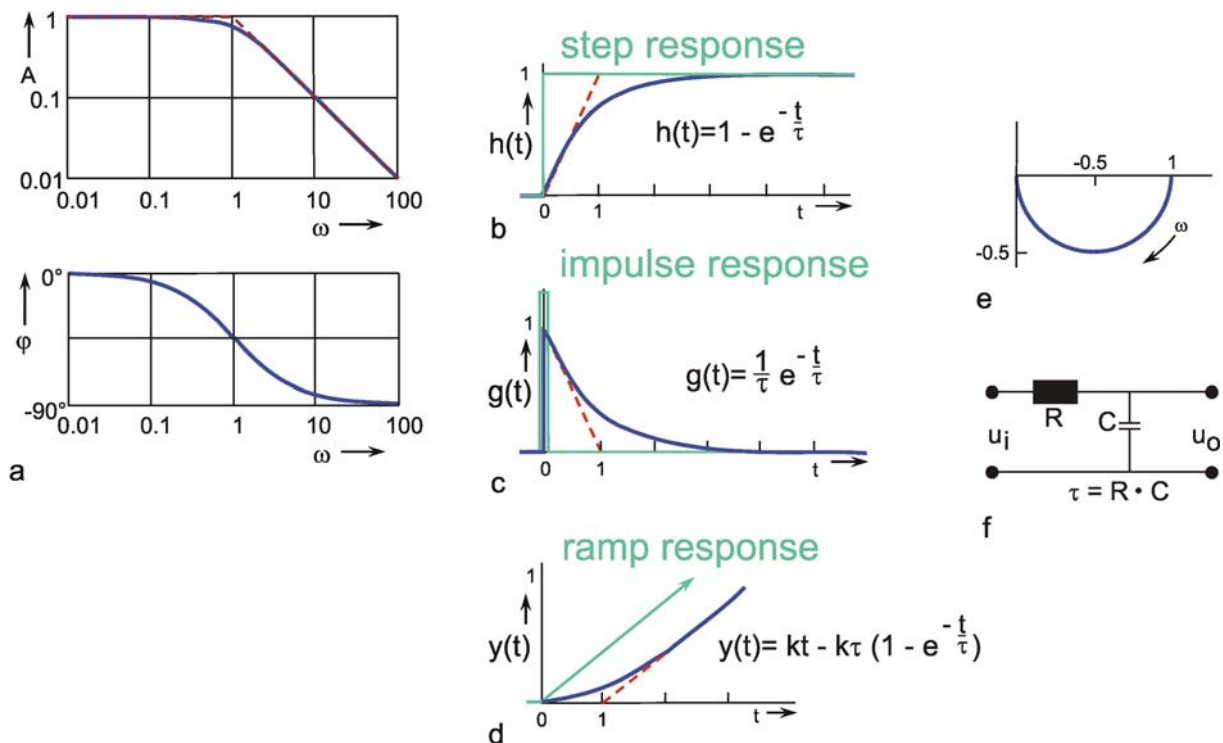 1
A
0.1
0.01
0.01 0.1 1 10 100
ω
0°
φ
-90°
0.01 0.1 1 10 100
ω
a
step response
1
h(t)
h(t)=1 - e^-t/τ
0 1 t
b
impulse response
1
g(t)
g(t)= 1/τ e^-t/τ
0 1 t
c
ramp response
1
y(t)
y(t)= kt - kτ (1 - e^-t/τ)
0 1 t
d
-0.5 1
ω
-0.5
e
R
C
u_i u_o
τ = R • C
f